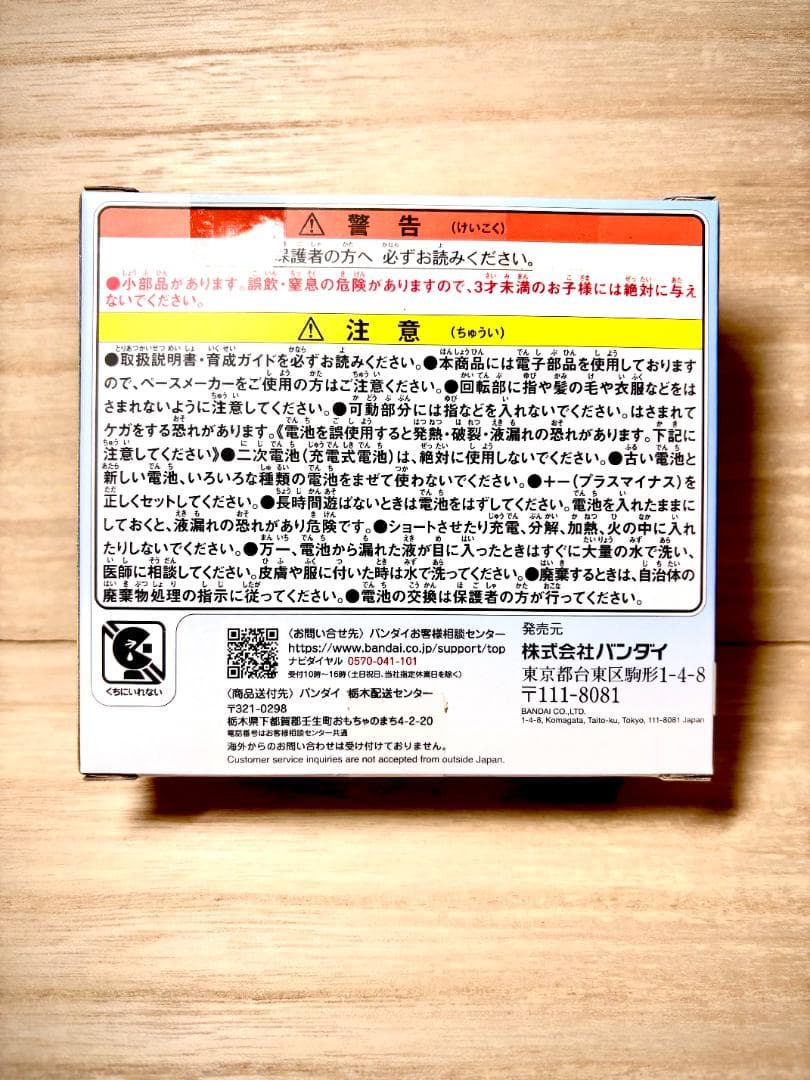 ⚠ 警告 (けいこく)
保護者の方へ 必ずお読みください。
●小部品があります。誤飲・窒息の危険がありますので、3才未満のお子様には絶対に与え
ないでください。
⚠ 注意 (ちゅうい)
●取扱説明書・育成ガイドを必ずお読みください。●本商品には電子部品を使用しております
ので、ペースメーカーをご使用の方はご注意ください。●回転部に指や髪の毛や衣服などをは
さまれないように注意してください。●可動部分には指などを入れないでください。はさまれて
ケガをする恐れがあります。《電池を誤使用すると発熱・破裂・液漏れの恐れがあります。下記に
注意してください》●二次電池(充電式電池)は、絶対に使用しないでください。●古い電池と
新しい電池、いろいろな種類の電池をまぜて使わないでください。●+−(プラスマイナス)を
正しくセットしてください。●長時間遊ばないときは電池をはずしてください。電池を入れたままに
しておくと、液漏れの恐れがあり危険です。●ショートさせたり充電、分解、加熱、火の中に入れ
たりしないでください。●万一、電池から漏れた液が目に入ったときはすぐに大量の水で洗い、
医師に相談してください。皮膚や服に付いた時は水で洗ってください。●廃棄するときは、自治体の
廃棄物処理の指示に従ってください。●電池の交換は保護者の方が行ってください。
くちにいれない
〈お問い合せ先〉バンダイお客様相談センター
https://www.bandai.co.jp/support/top
ナビダイヤル 0570-041-101
受付10時〜16時(土日祝日、当社指定休業日を除く)
〈商品送付先〉バンダイ 栃木配送センター
〒321-0298
栃木県下都賀郡壬生町おもちゃのまち4-2-20
電話番号はお客様相談センター共通
海外からのお問い合わせは受け付けておりません。
Customer service inquiries are not accepted from outside Japan.
発売元
株式会社バンダイ
東京都台東区駒形1-4-8
〒111-8081
BANDAI CO.,LTD.
1-4-8, Komagata, Taito-ku, Tokyo, 111-8081 Japan